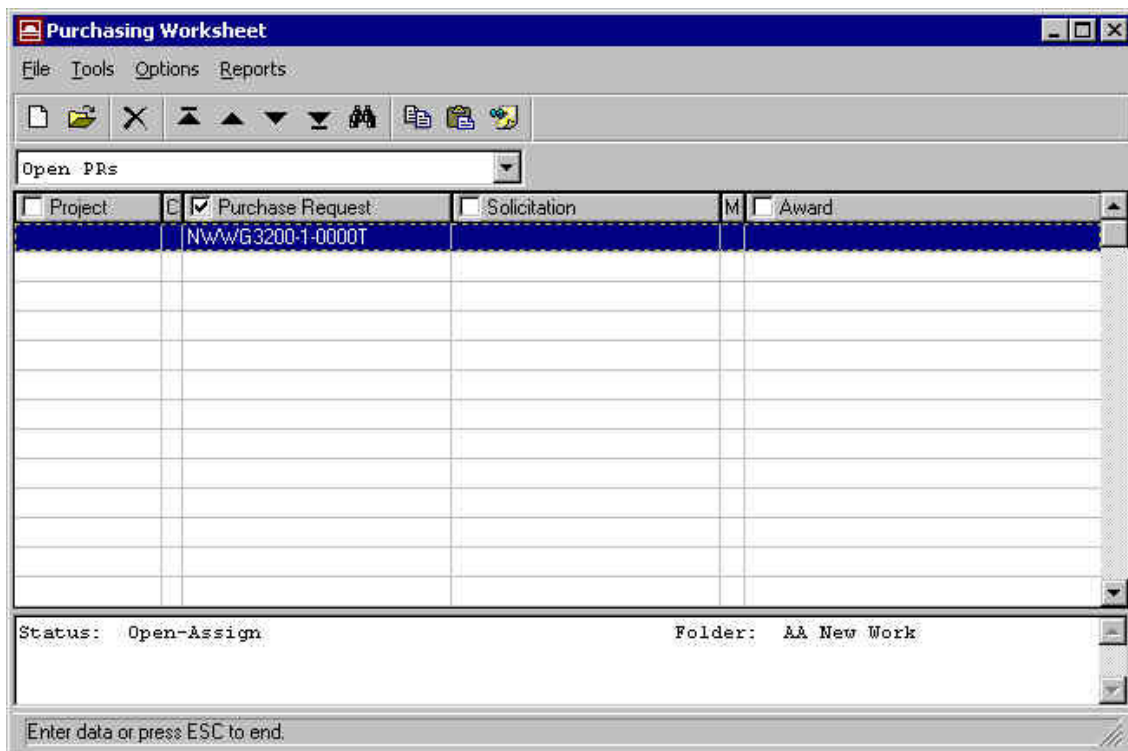 Purchasing Worksheet
File Tools Options Reports
Open PRs
Project C Purchase Request Solicitation M Award
NWWG3200-1-0000T
Status: Open-Assign Folder: AA New Work
Enter data or press ESC to end.